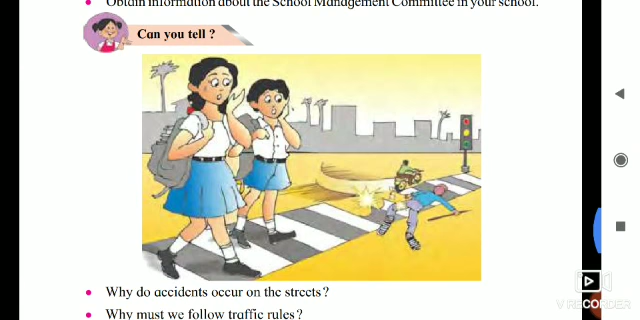 Obtain information about the School Management Committee in your school.
Can you tell ?
Why do accidents occur on the streets?
Why must we follow traffic rules?
V RECORDER